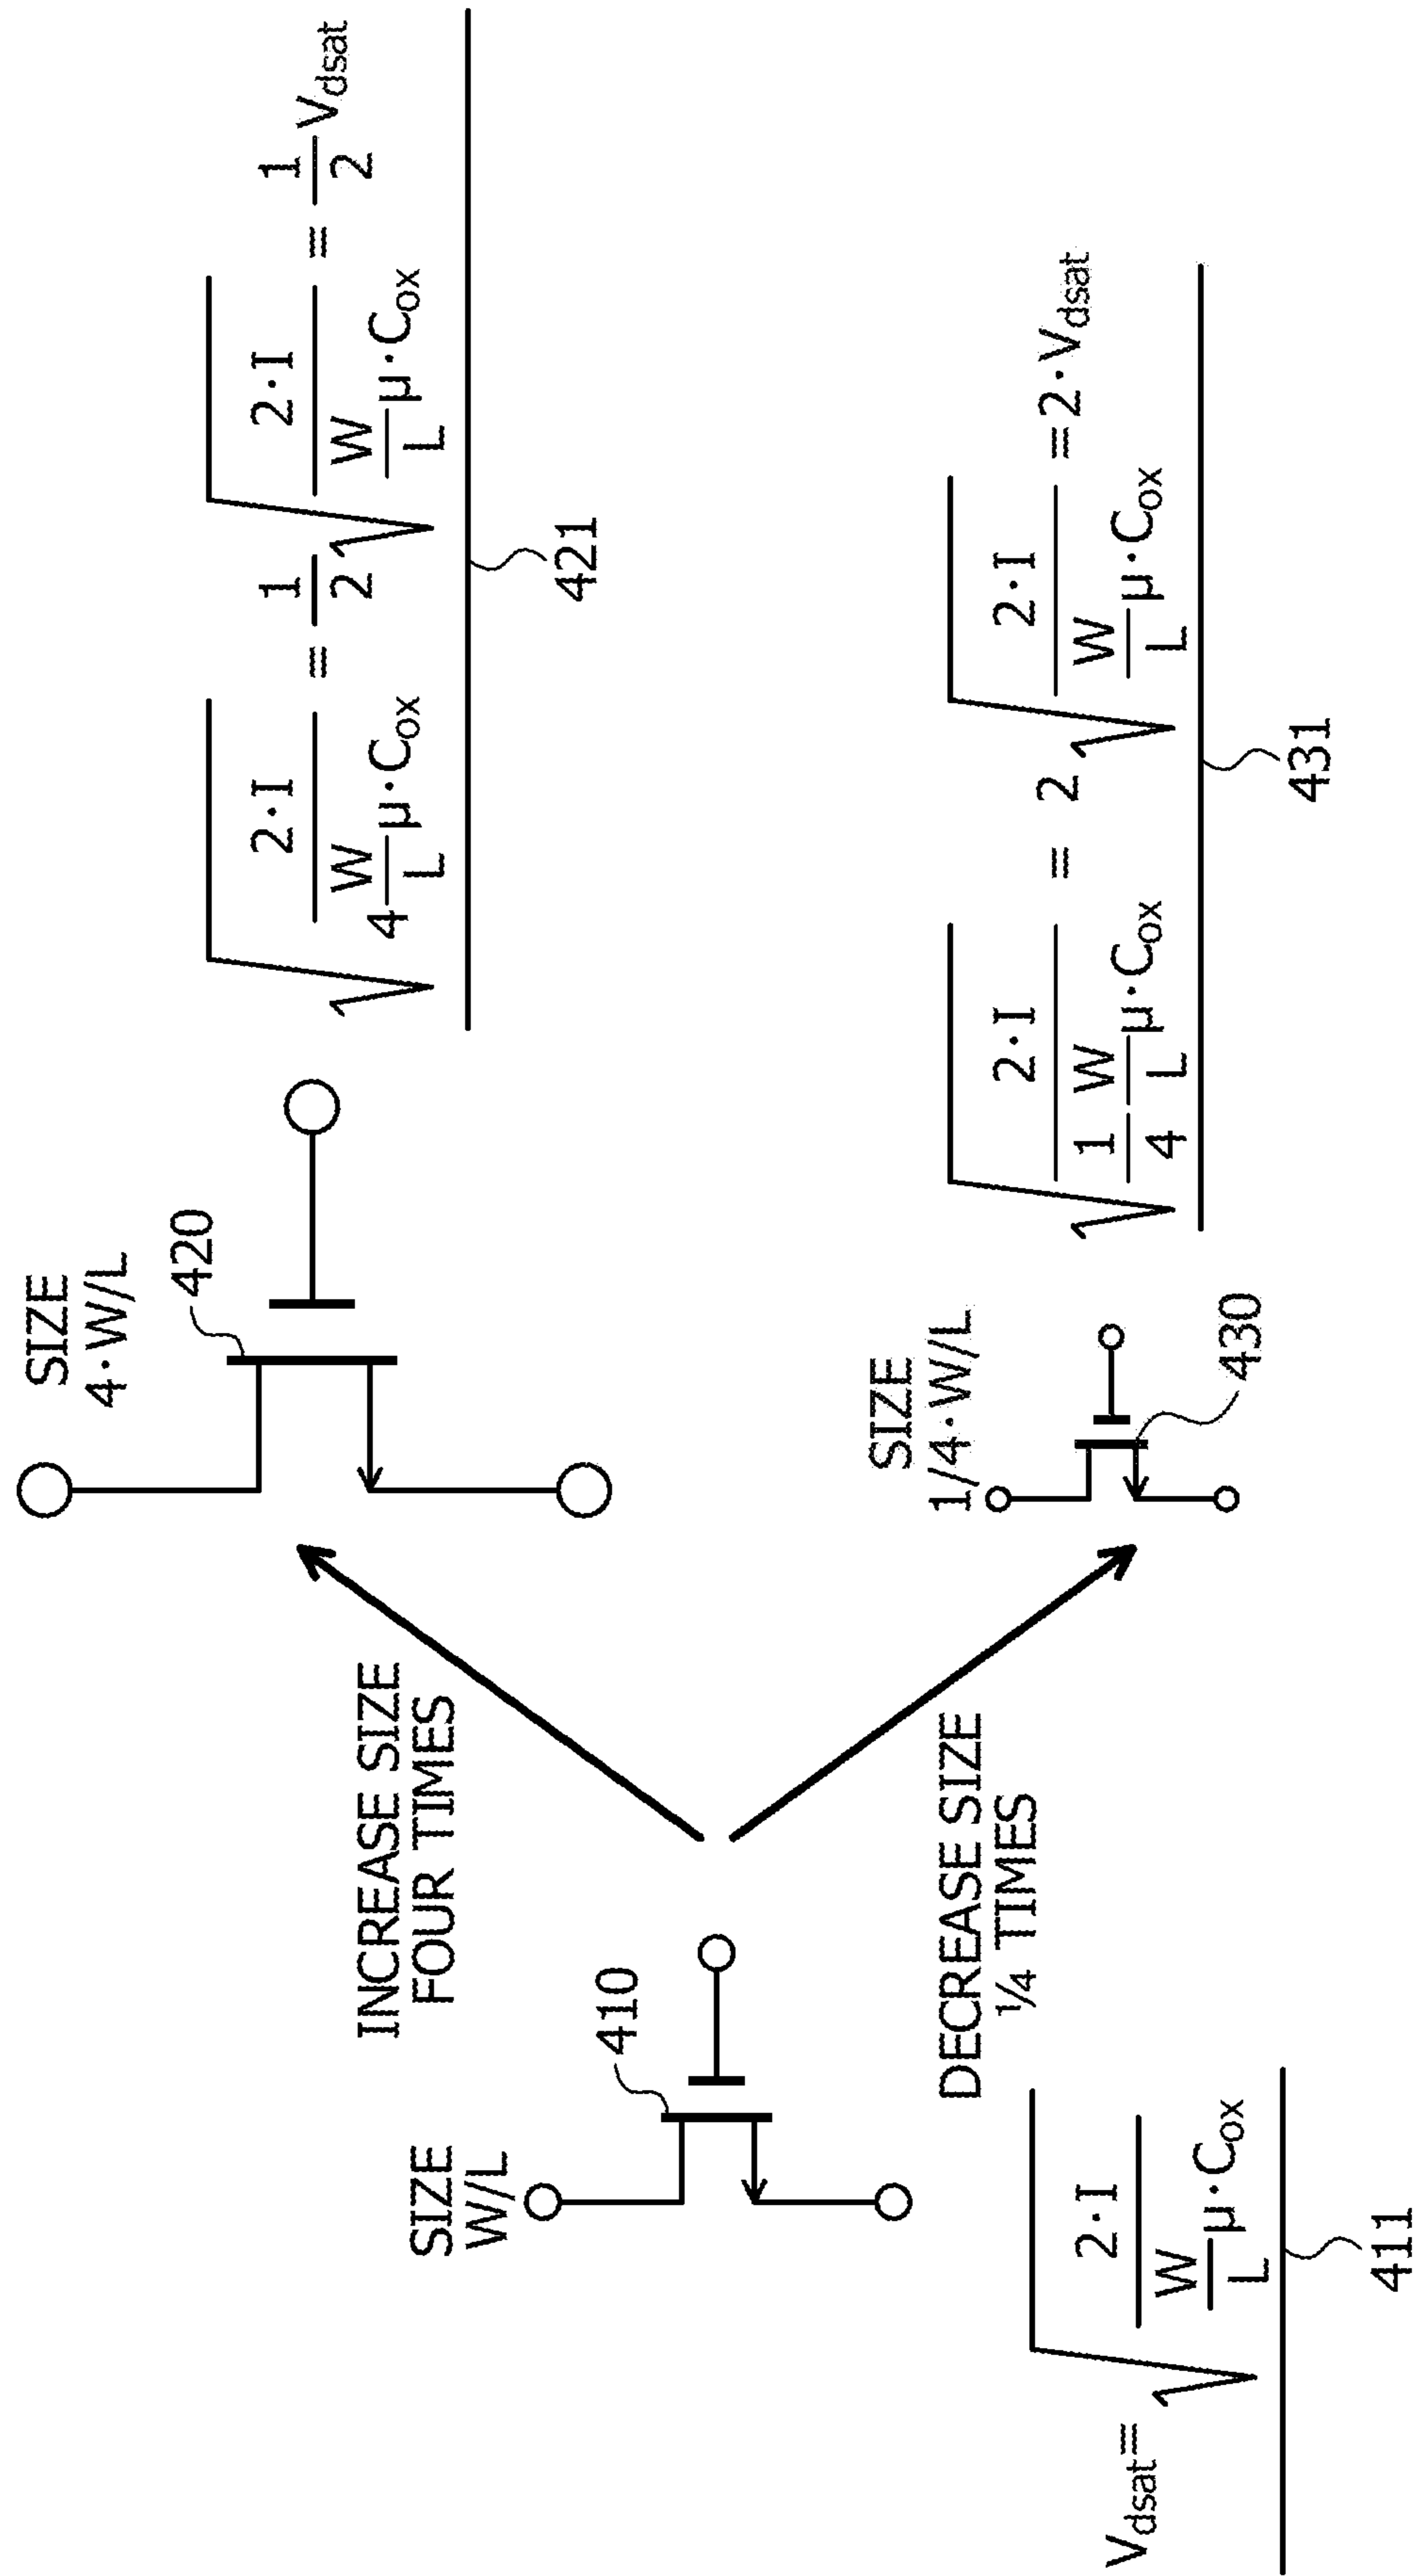 SIZE
W/L
410
V_dsat = √(2·I / (W/L μ·C_ox))
411
INCREASE SIZE
FOUR TIMES
SIZE
4·W/L
420
√(2·I / (4 W/L μ·C_ox)) = 1/2 √(2·I / (W/L μ·C_ox)) = 1/2 V_dsat
421
DECREASE SIZE
¼ TIMES
SIZE
1/4·W/L
430
√(2·I / (1/4 W/L μ·C_ox)) = 2 √(2·I / (W/L μ·C_ox)) = 2·V_dsat
431